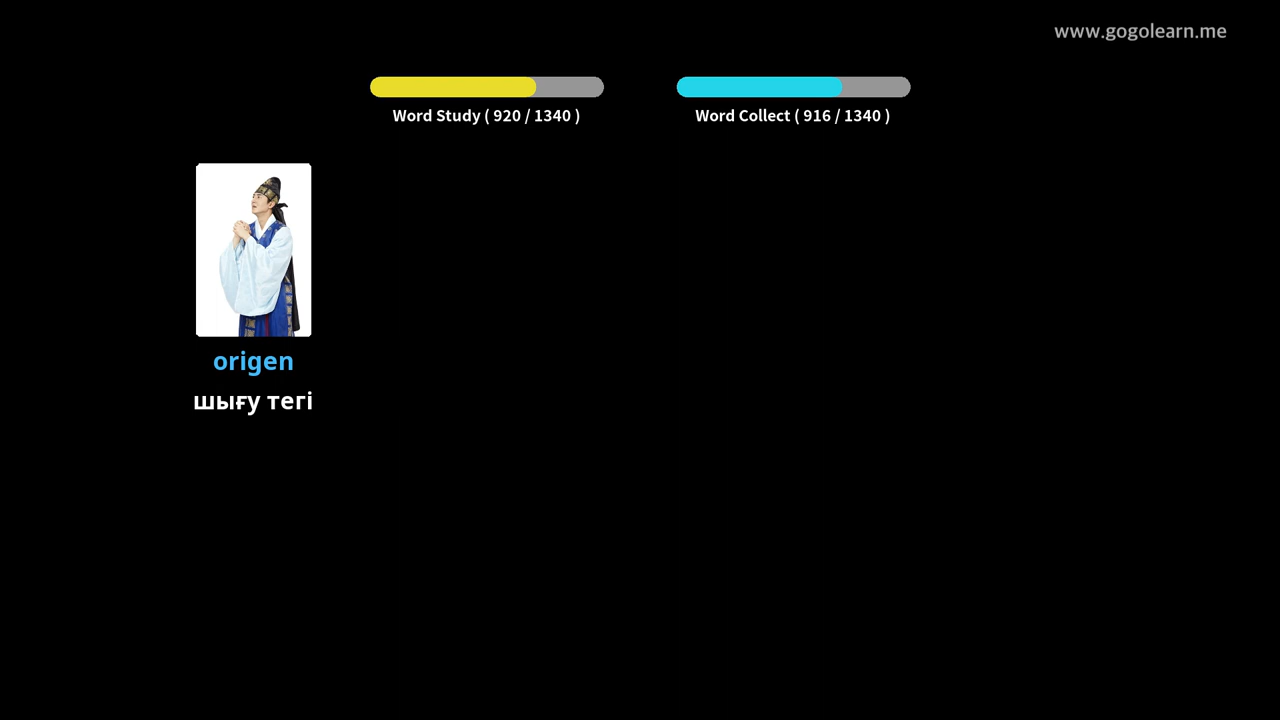 www.gogolearn.me
Word Study ( 920 / 1340 )
Word Collect ( 916 / 1340 )
origen
шығу тегі